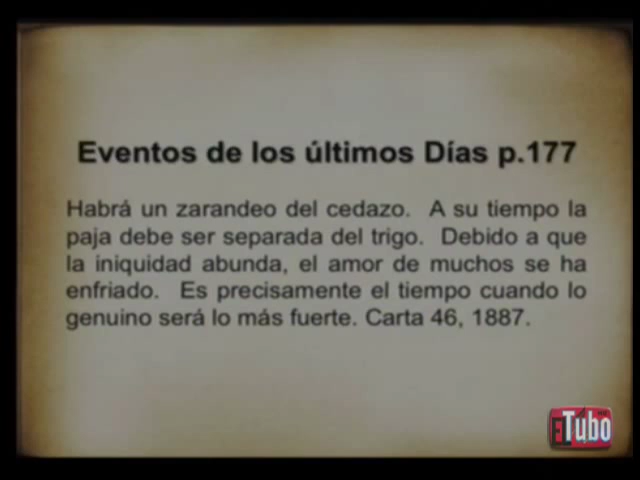 Eventos de los últimos Días p.177
Habrá un zarandeo del cedazo. A su tiempo la
paja debe ser separada del trigo. Debido a que
la iniquidad abunda, el amor de muchos se ha
enfriado. Es precisamente el tiempo cuando lo
genuino será lo más fuerte. Carta 46, 1887.
Tubo